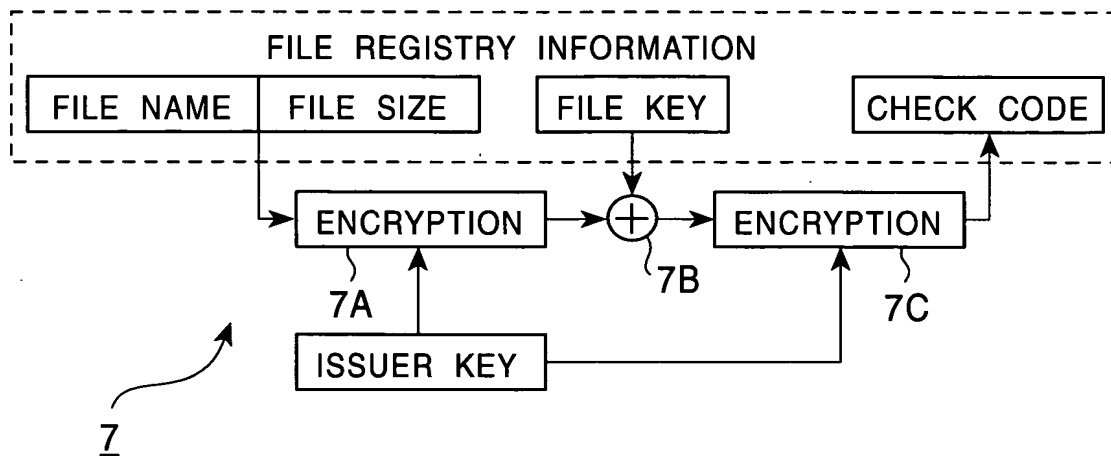 FILE REGISTRY INFORMATION
FILE NAME FILE SIZE FILE KEY CHECK CODE
ENCRYPTION + ENCRYPTION
7A 7B 7C
ISSUER KEY
7